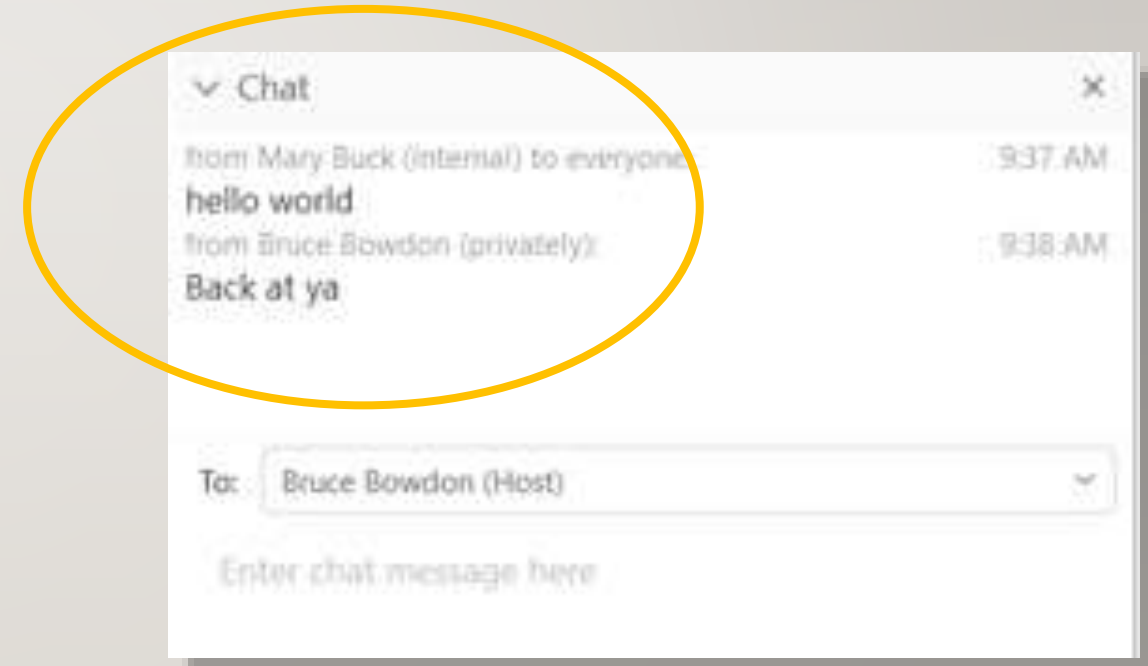 Chat
from Mary Buck (internal) to everyone: 9:37 AM
hello world
from Bruce Bowdon (privately): 9:38 AM
Back at ya
To: Bruce Bowdon (Host)
Enter chat message here